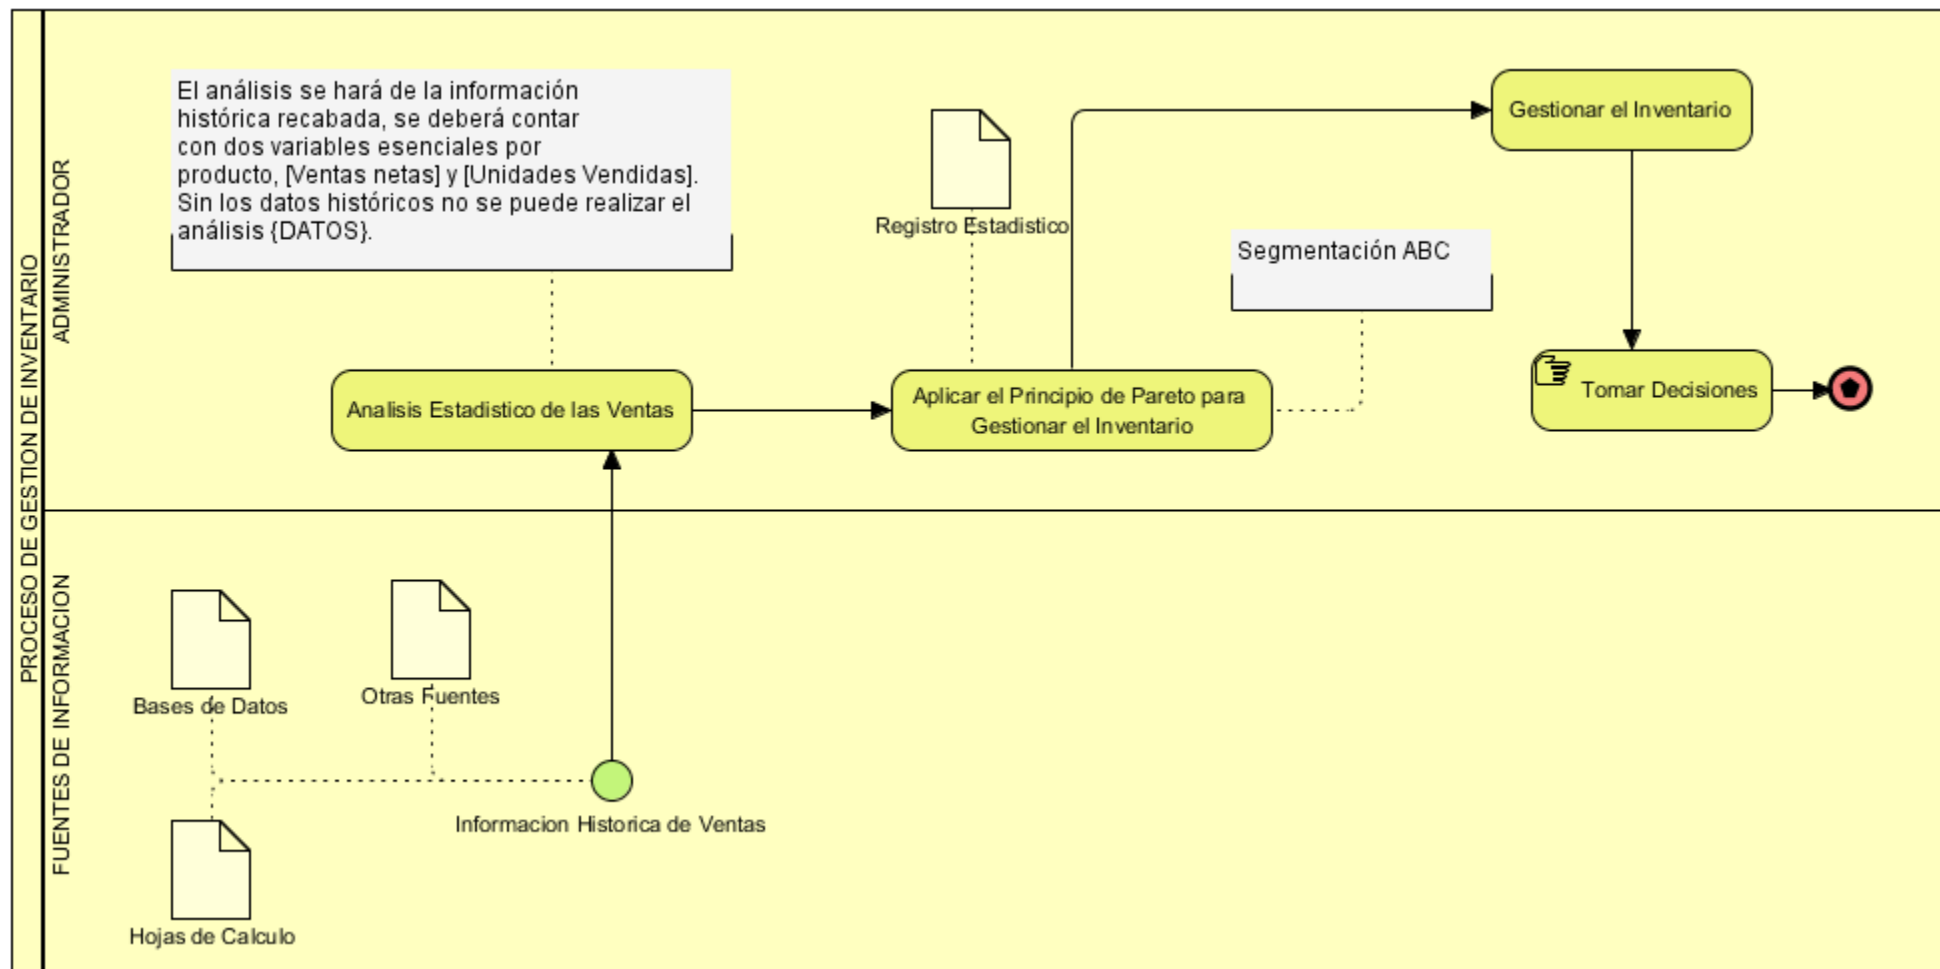 PROCESO DE GESTION DE INVENTARIO
ADMINISTRADOR
El análisis se hará de la información
histórica recabada, se deberá contar
con dos variables esenciales por
producto, [Ventas netas] y [Unidades Vendidas].
Sin los datos históricos no se puede realizar el
análisis {DATOS}.
Registro Estadistico
Segmentación ABC
Gestionar el Inventario
Analisis Estadistico de las Ventas
Aplicar el Principio de Pareto para
Gestionar el Inventario
Tomar Decisiones
FUENTES DE INFORMACION
Bases de Datos
Otras Fuentes
Informacion Historica de Ventas
Hojas de Calculo